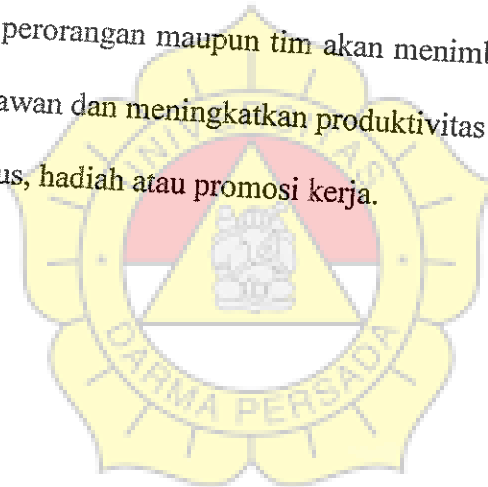 perorangan maupun tim akan menimb
awan dan meningkatkan produktivitas
us, hadiah atau promosi kerja.
UNIVERSITAS
DARMA PERSADA